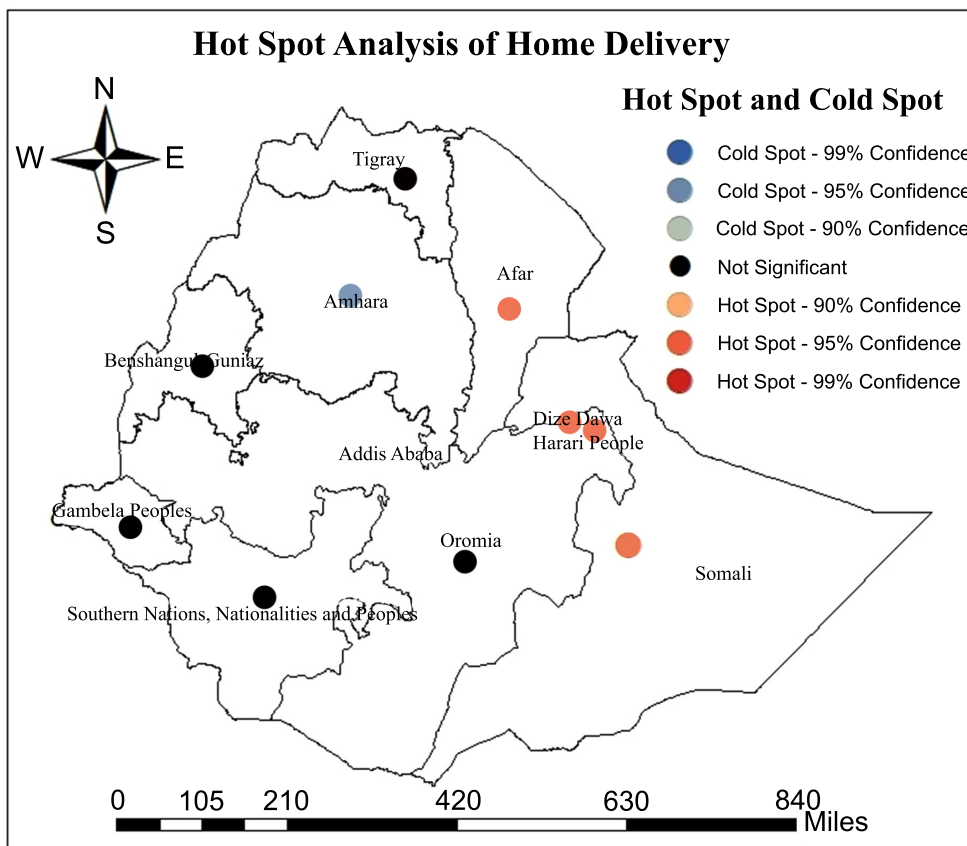 Hot Spot Analysis of Home Delivery
N
W
E
S
Hot Spot and Cold Spot
Cold Spot - 99% Confidence
Cold Spot - 95% Confidence
Cold Spot - 90% Confidence
Not Significant
Hot Spot - 90% Confidence
Hot Spot - 95% Confidence
Hot Spot - 99% Confidence
Tigray
Afar
Amhara
Benshangul Guniaz
Dize Dawa
Harari People
Addis Ababa
Gambela Peoples
Oromia
Somali
Southern Nations, Nationalities and Peoples
0 105 210 420 630 840
Miles